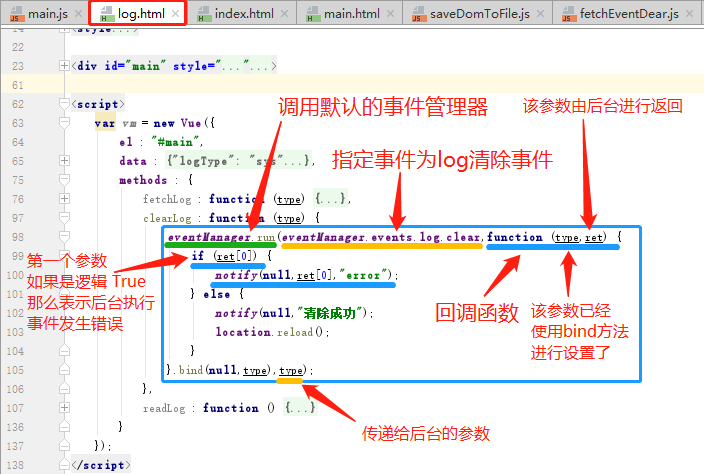 main.js log.html index.html main.html saveDomToFile.js fetchEventDear.js
14 <style...>
22
23 <div id="main" style="..."...>
61
62 <script>
调用默认的事件管理器
该参数由后台进行返回
63 var vm = new Vue({
64 el : "#main",
65 data : {"logType": "sys"...},
指定事件为log清除事件
75 methods : {
76 fetchLog : function (type) {...},
97 clearLog : function (type) {
98 eventManager.run(eventManager.events.log.clear,function (type,ret) {
99 if (ret[0]) {
100 notify(null,ret[0],"error");
101 } else {
102 notify(null,"清除成功");
103 location.reload();
104 }
105 }.bind(null,type),type);
第一个参数
如果是逻辑 True
那么表示后台执行
事件发生错误
回调函数
该参数已经
使用bind方法
进行设置了
106 },
107 readLog : function () {...}
136 }
137 });
138 </script>
传递给后台的参数